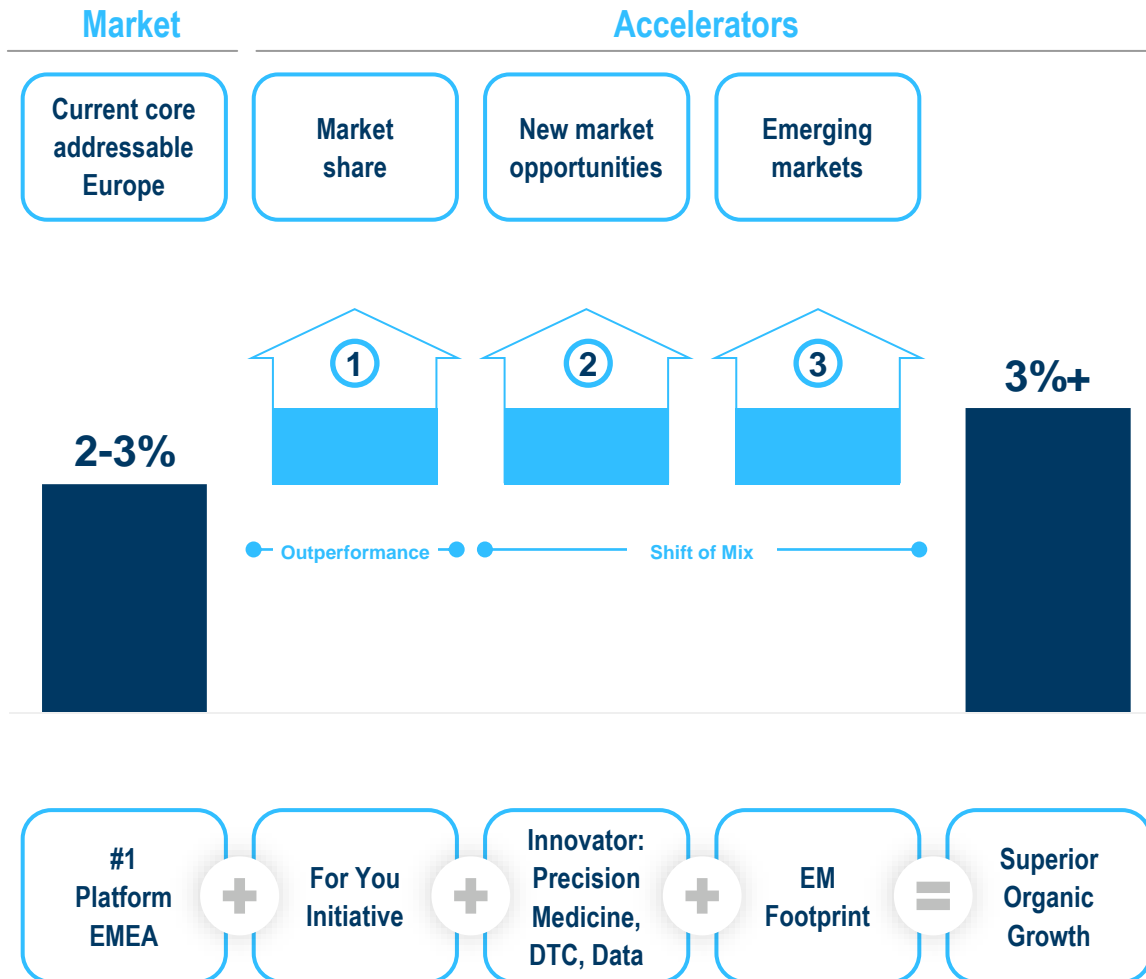 Market
Accelerators
Current core
addressable
Europe
Market
share
New market
opportunities
Emerging
markets
1
2
3
2-3%
3%+
Outperformance
Shift of Mix
#1
Platform
EMEA
+
For You
Initiative
+
Innovator:
Precision
Medicine,
DTC, Data
+
EM
Footprint
=
Superior
Organic
Growth